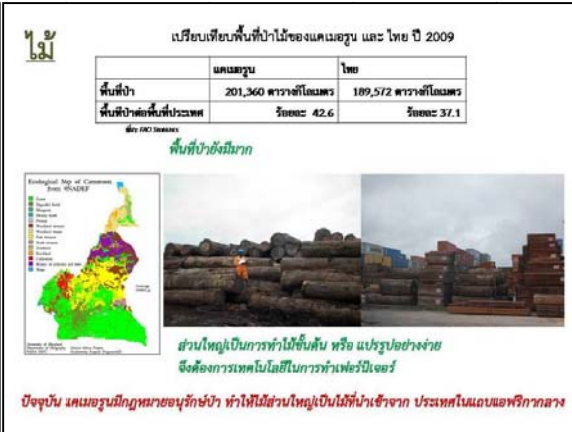 ไม้
เปรียบเทียบพื้นที่ป่าไม้ของแคเมอรูน และ ไทย ปี 2009
แคเมอรูน ไทย
พื้นที่ป่า 201,360 ตารางกิโลเมตร 189,572 ตารางกิโลเมตร
พื้นที่ป่าต่อพื้นที่ประเทศ ร้อยละ 42.6 ร้อยละ 37.1
พื้นที่ป่ายังมีมาก
Ecological Map of Cameroon
from
ส่วนใหญ่เป็นการทำไม้ขั้นต้น หรือ แปรรูปอย่างง่าย
จึงต้องการเทคโนโลยีในการทำเฟอร์นิเจอร์
ปัจจุบัน แคเมอรูนมีกฎหมายอนุรักษ์ป่า ทำให้ไม้ส่วนใหญ่เป็นไม้ที่นำเข้าจาก ประเทศในแถบแอฟริกากลาง